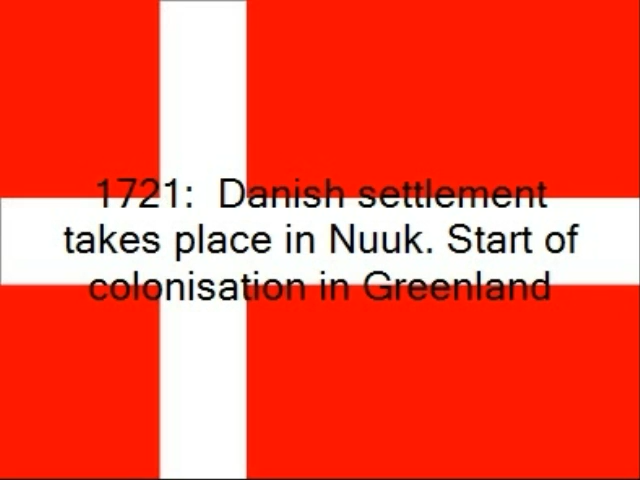 1721:  Danish settlement
takes place in Nuuk. Start of
colonisation in Greenland